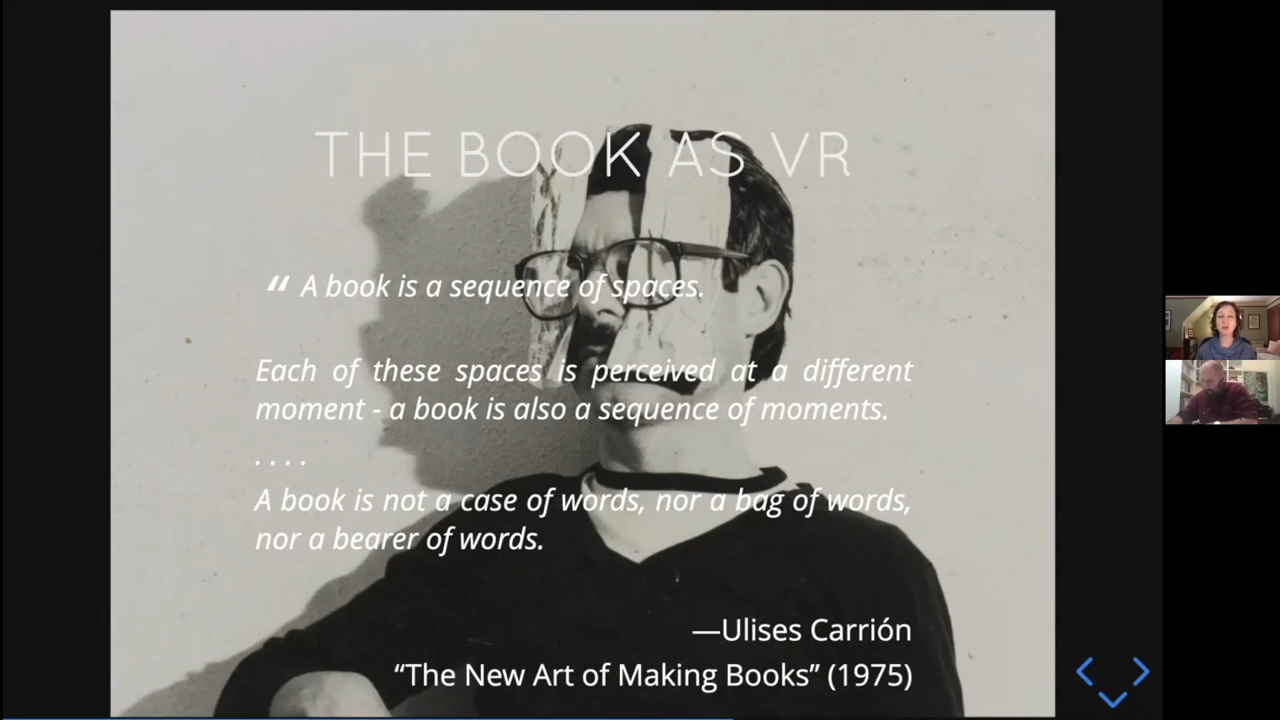 THE BOOK AS VR
“ A book is a sequence of spaces.
Each of these spaces is perceived at a different
moment - a book is also a sequence of moments.
. . . .
A book is not a case of words, nor a bag of words,
nor a bearer of words.
—Ulises Carrión
“The New Art of Making Books” (1975)